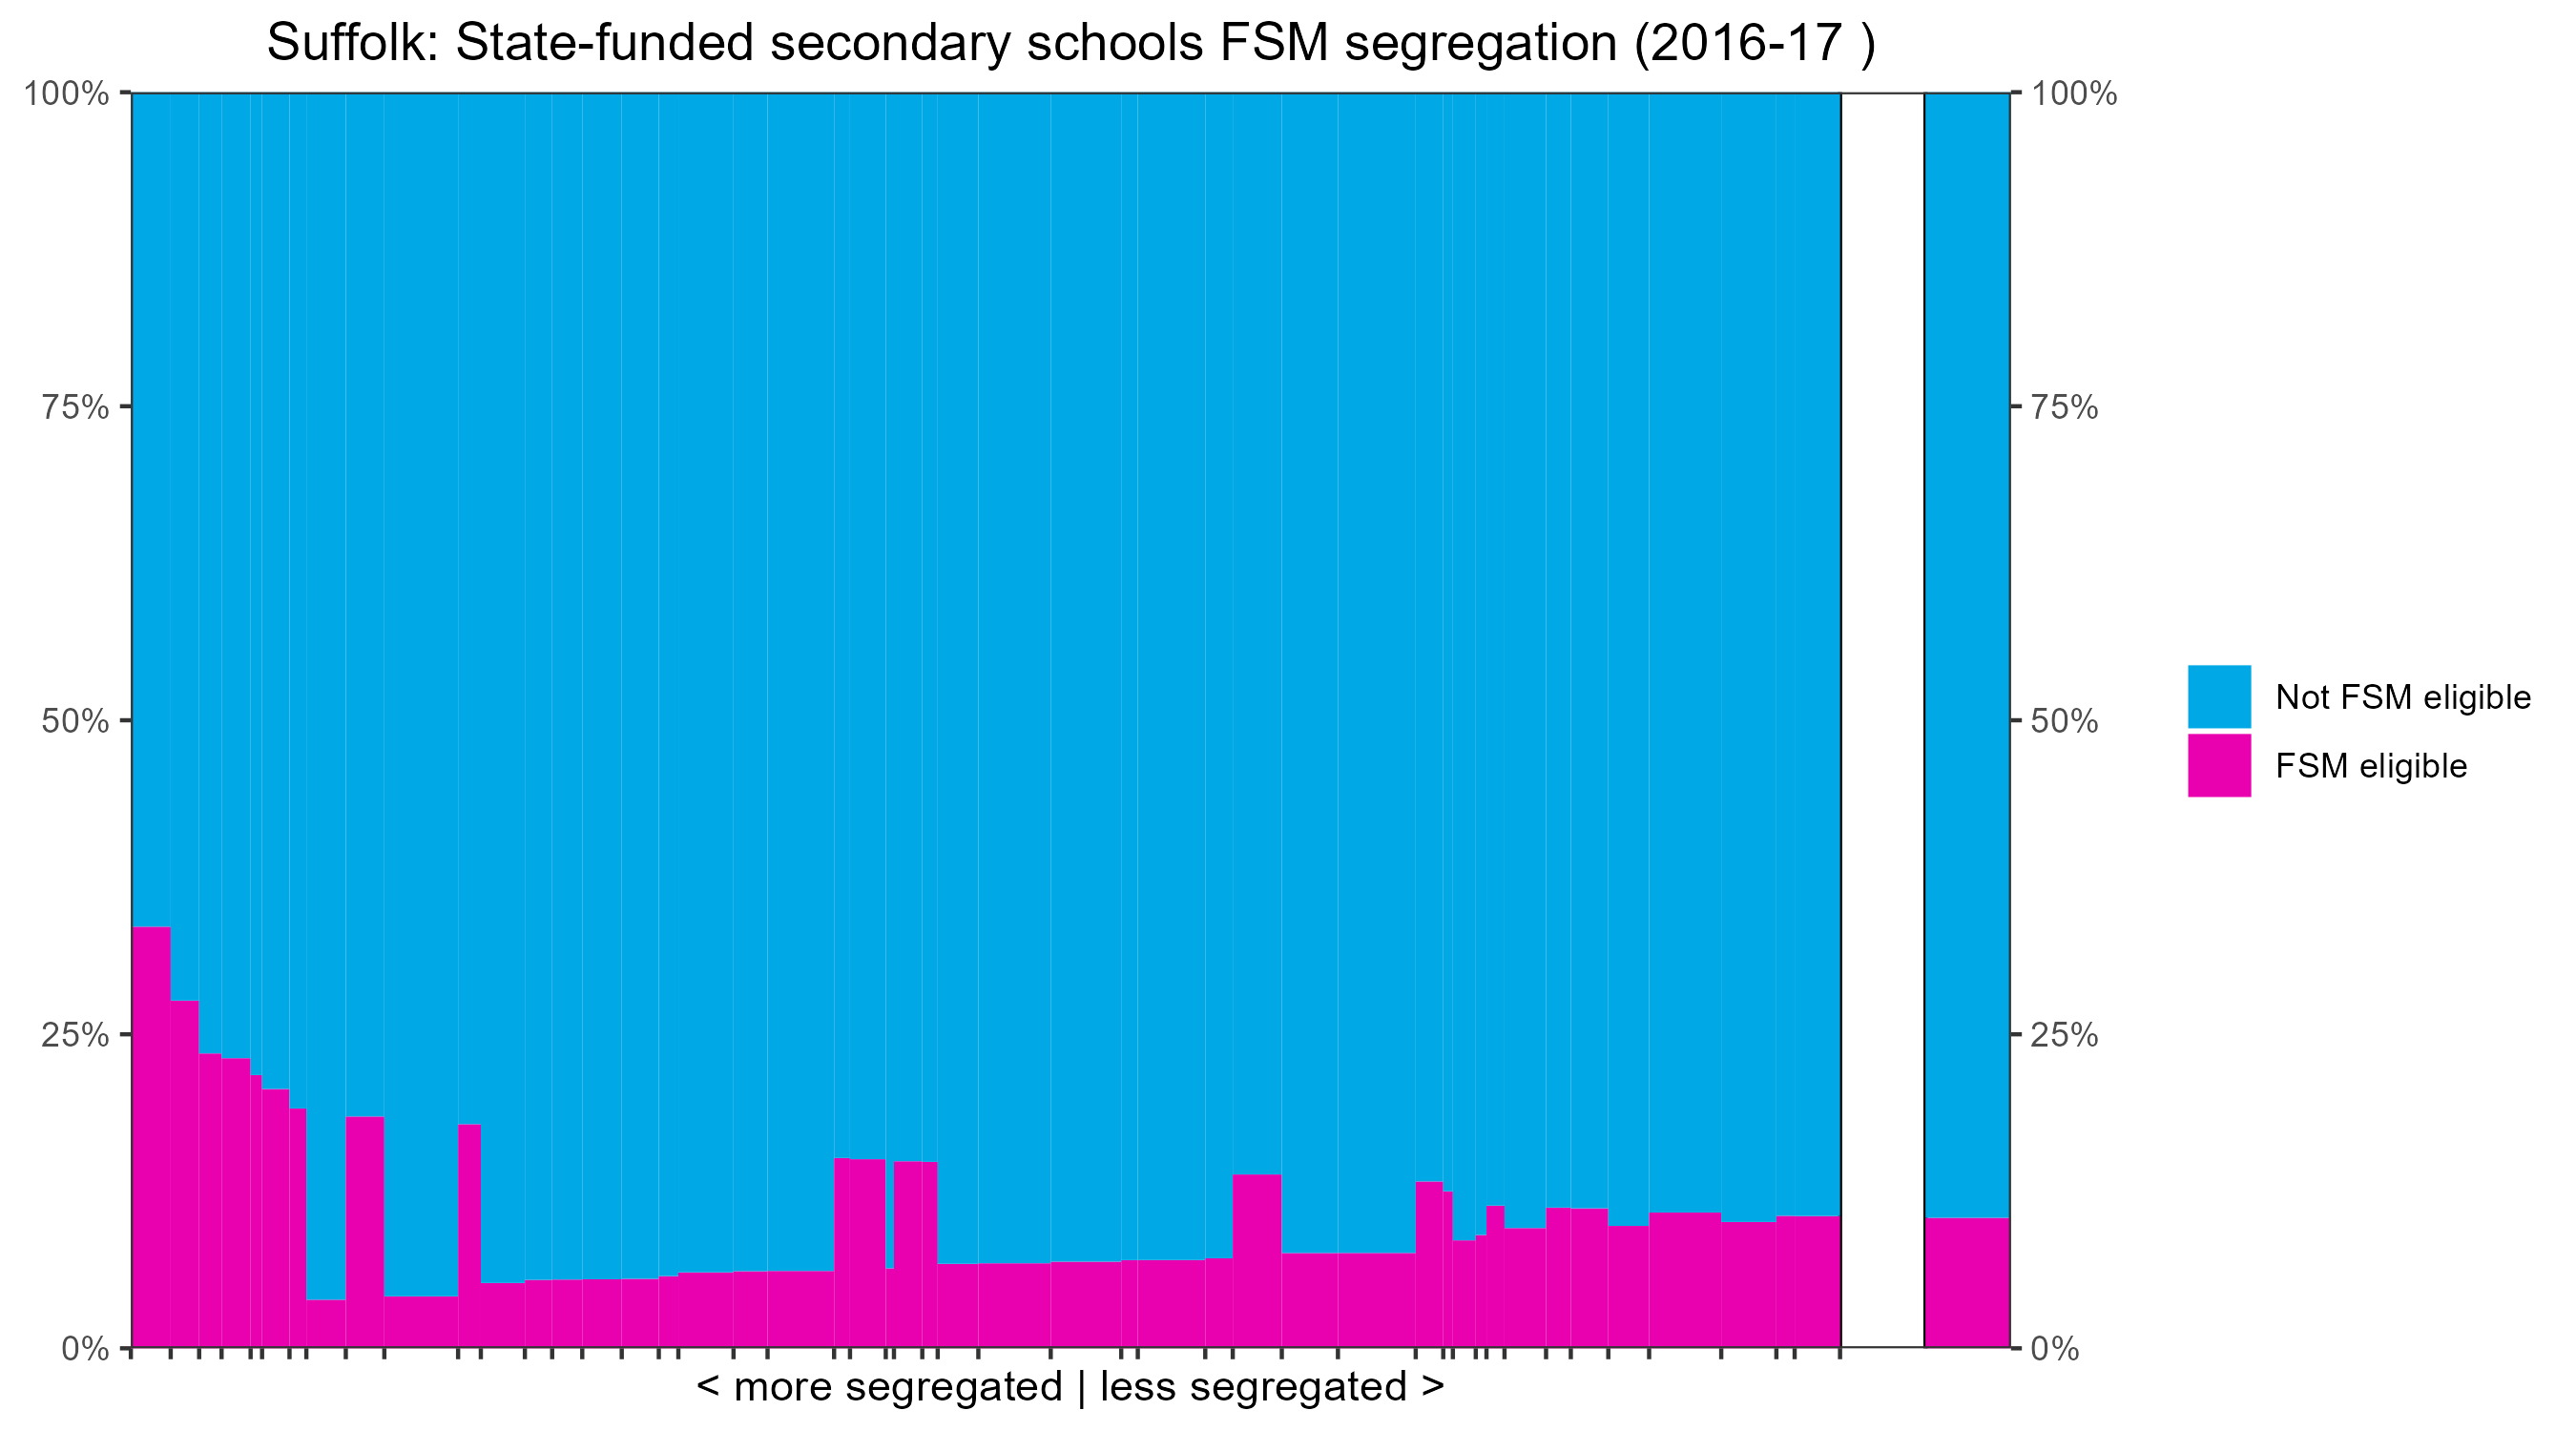 Suffolk: State-funded secondary schools FSM segregation (2016-17 )
100%
75%
50%
25%
0%
100%
75%
50%
25%
0%
Not FSM eligible
FSM eligible
< more segregated | less segregated >